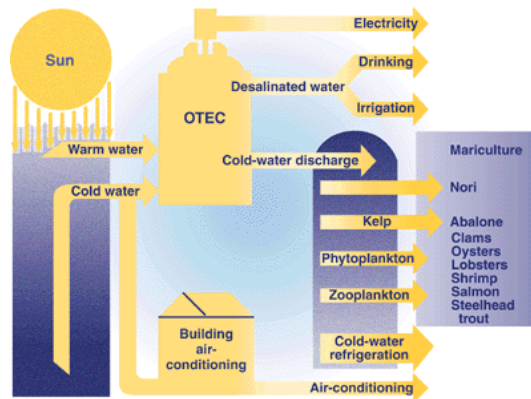 Electricity
Sun
Drinking
Desalinated water
OTEC
Irrigation
Warm water
Cold-water discharge
Mariculture
Cold water
Nori
Kelp
Abalone
Clams
Phytoplankton
Oysters
Lobsters
Shrimp
Zooplankton
Salmon
Steelhead
trout
Building
air-
conditioning
Cold-water
refrigeration
Air-conditioning